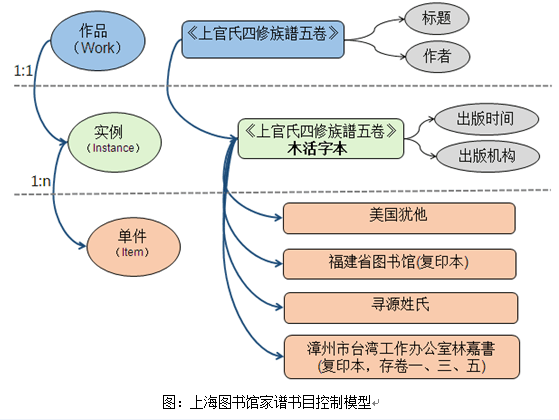 作品
(Work)
《上官氏四修族譜五卷》
标题
作者
1:1
实例
(Instance)
《上官氏四修族譜五卷》
木活字本
出版时间
出版机构
1:n
单件
(Item)
美国犹他
福建省图书馆(复印本)
寻源姓氏
漳州市台湾工作办公室林嘉書
(复印本，存卷一、三、五)
图：上海图书馆家谱书目控制模型